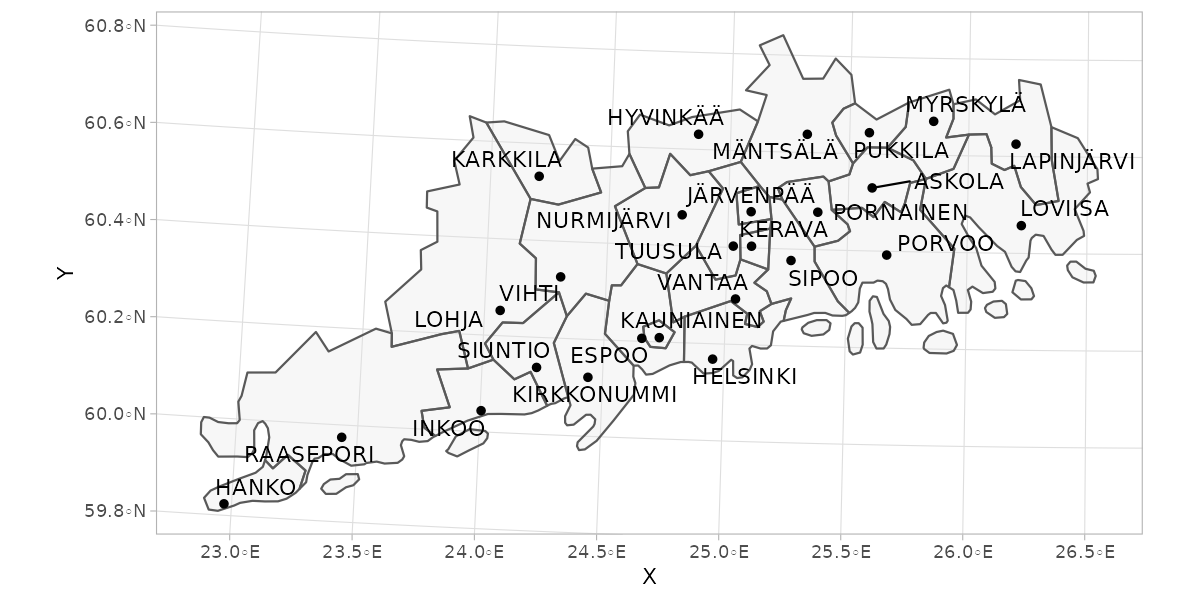 60.8°N
60.6°N
60.4°N
60.2°N
60.0°N
59.8°N
Y
MYRSKYLÄ
HYVINKÄÄ
MÄNTSÄLÄ
PUKKILA
KARKKILA
LAPINJÄRVI
ASKOLA
JÄRVENPÄÄ
LOVIISA
PORNAINEN
NURMIJÄRVI
KERAVA
PORVOO
TUUSULA
SIPOO
VANTAA
VIHTI
LOHJA
KAUNIAINEN
SIUNTIO
ESPOO
HELSINKI
KIRKKONUMMI
INKOO
RAASEPORI
HANKO
23.0°E
23.5°E
24.0°E
24.5°E
25.0°E
25.5°E
26.0°E
26.5°E
X